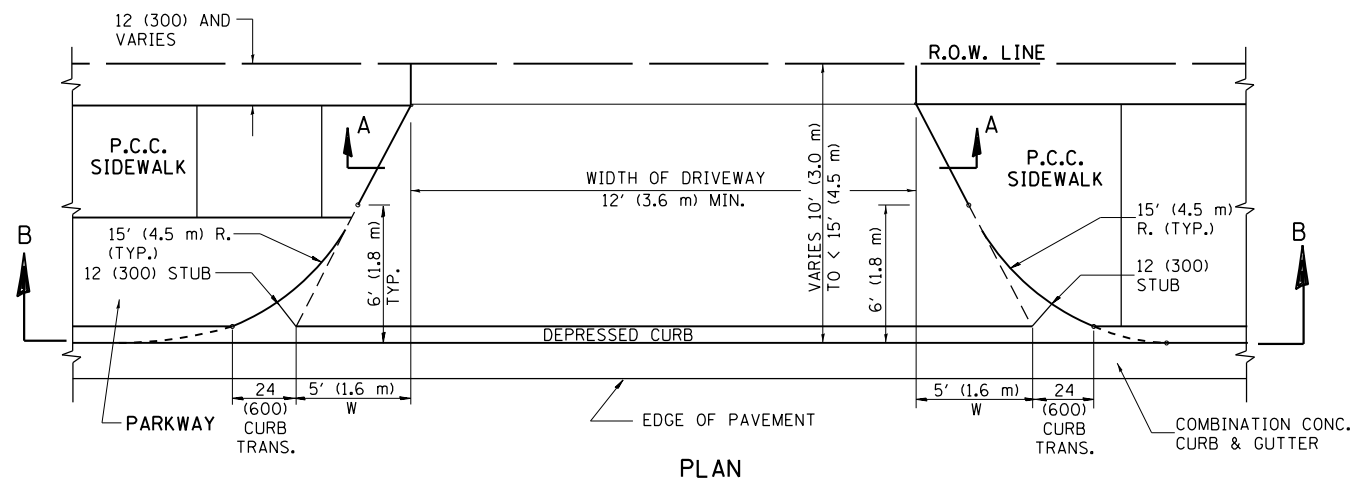 12 (300) AND
VARIES
R.O.W. LINE
A
A
P.C.C.
SIDEWALK
P.C.C.
SIDEWALK
WIDTH OF DRIVEWAY
12' (3.6 m) MIN.
VARIES 10' (3.0 m)
TO < 15' (4.5 m)
15' (4.5 m)
R. (TYP.)
B
B
15' (4.5 m) R.
(TYP.)
12 (300) STUB
6' (1.8 m)
TYP.
6' (1.8 m)
12 (300)
STUB
DEPRESSED CURB
24
(600)
CURB
TRANS.
5' (1.6 m)
W
5' (1.6 m)
W
24
(600)
CURB
TRANS.
PARKWAY
EDGE OF PAVEMENT
COMBINATION CONC.
CURB & GUTTER
PLAN